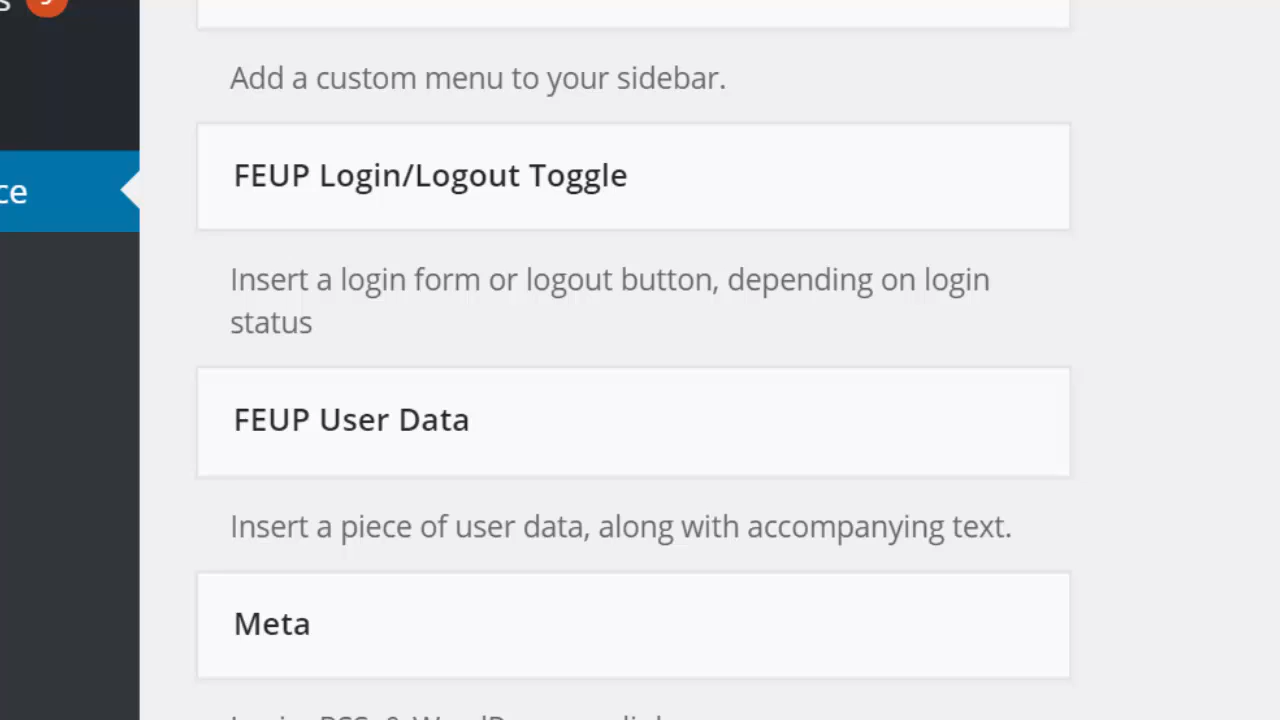 Add a custom menu to your sidebar.
FEUP Login/Logout Toggle
ce
Insert a login form or logout button, depending on login
status
FEUP User Data
Insert a piece of user data, along with accompanying text.
Meta